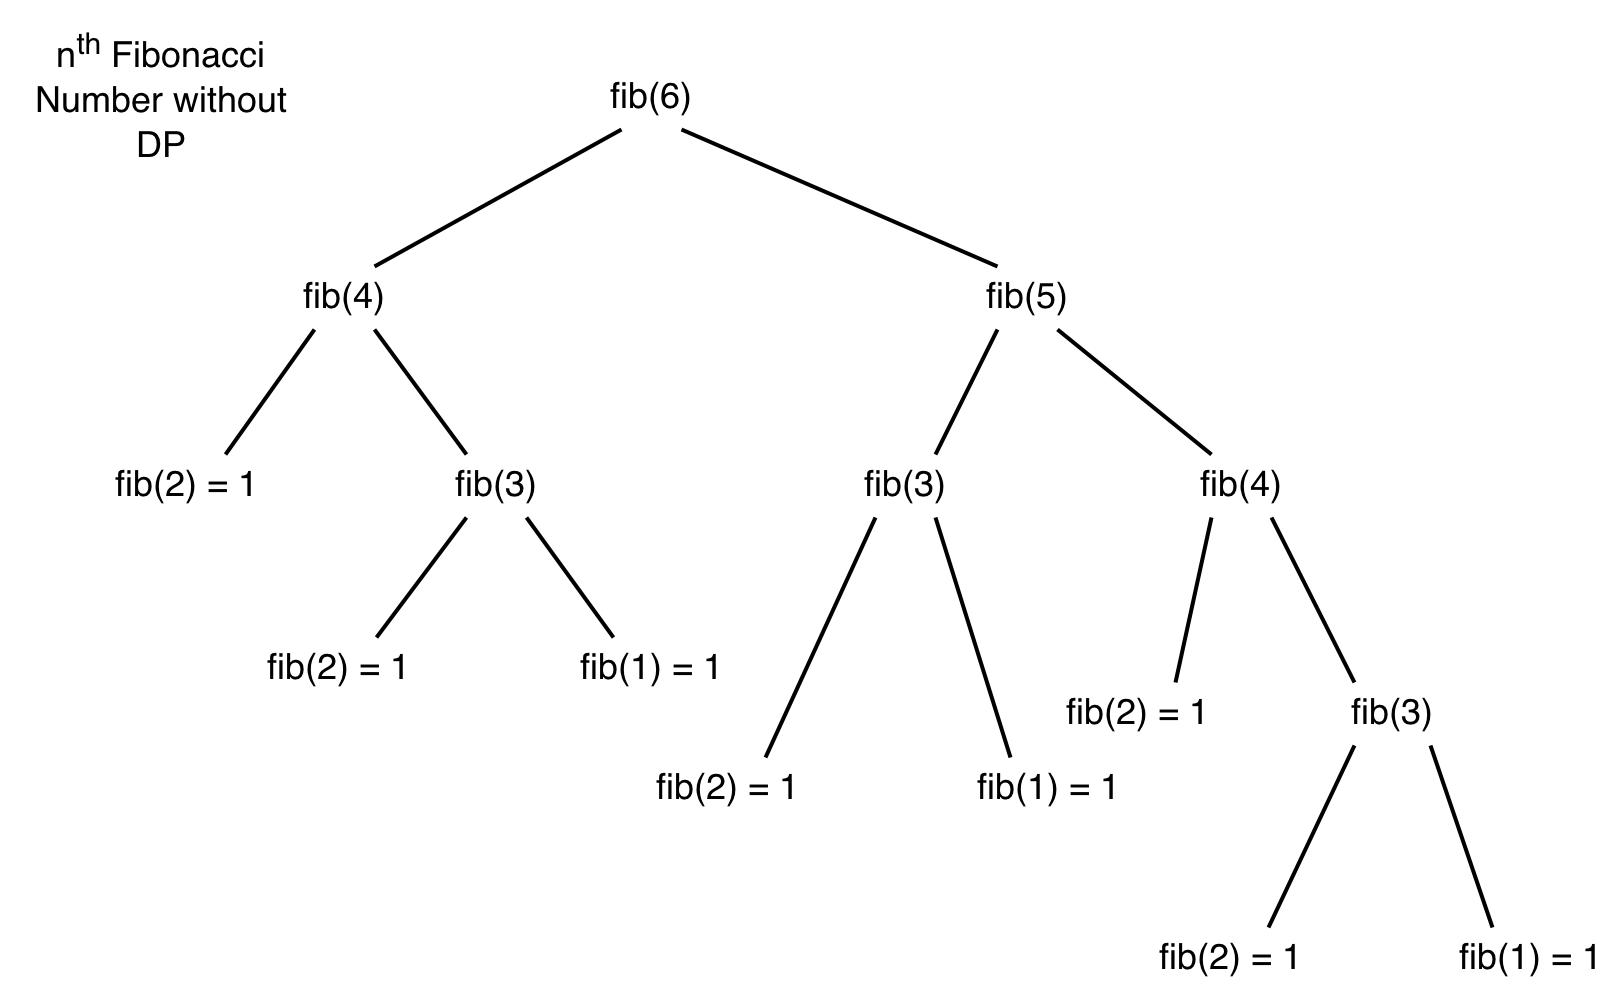 nth Fibonacci
Number without
DP
fib(6)
fib(4)
fib(5)
fib(2) = 1
fib(3)
fib(3)
fib(4)
fib(2) = 1
fib(1) = 1
fib(2) = 1
fib(3)
fib(2) = 1
fib(1) = 1
fib(2) = 1
fib(1) = 1